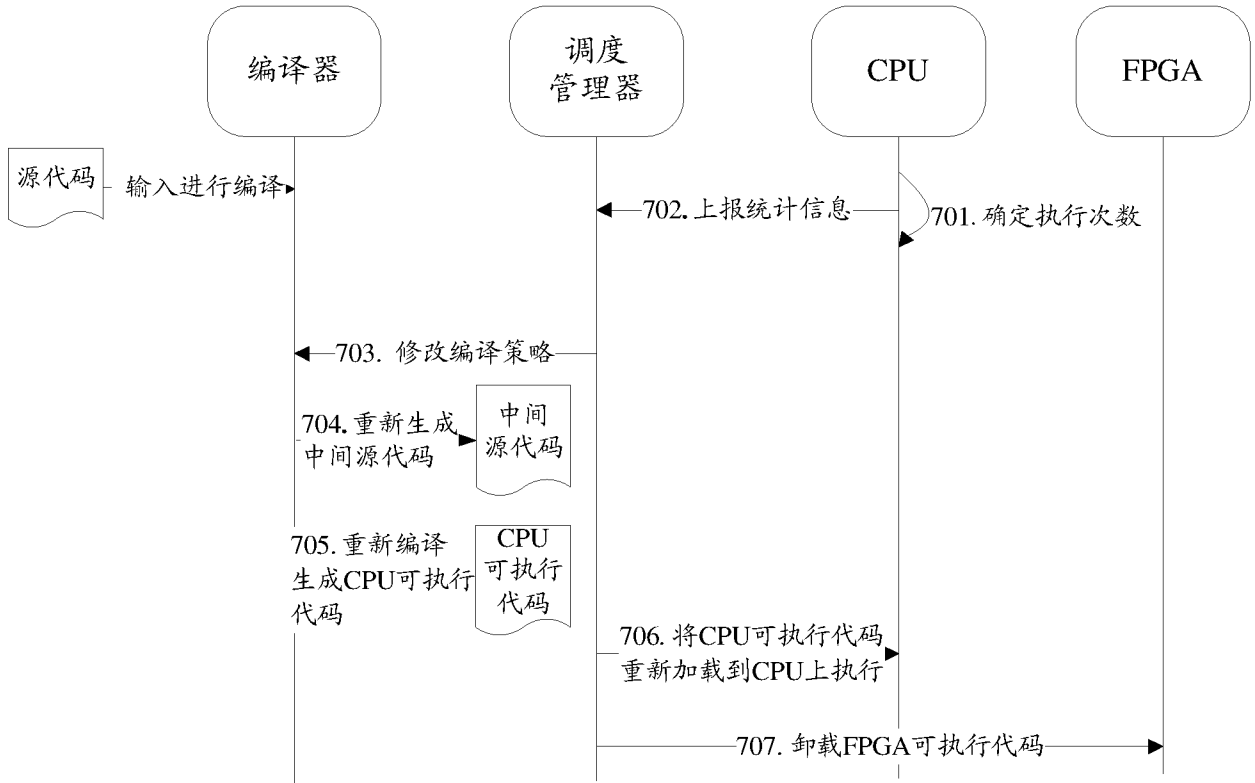 编译器
调度
管理器
CPU
FPGA
源代码
输入进行编译
702.上报统计信息
701.确定执行次数
703. 修改编译策略
704.重新生成
中间源代码
中间
源代码
705.重新编译
生成CPU可执行
代码
CPU
可执行
代码
706.将CPU可执行代码
重新加载到CPU上执行
707. 卸载FPGA可执行代码